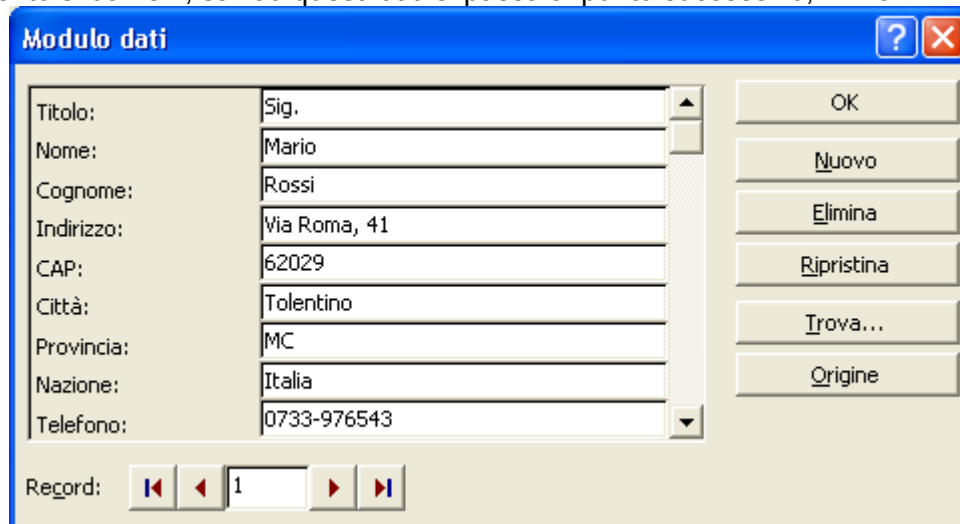 Modulo dati
Titolo: Sig.
Nome: Mario
Cognome: Rossi
Indirizzo: Via Roma, 41
CAP: 62029
Città: Tolentino
Provincia: MC
Nazione: Italia
Telefono: 0733-976543
OK
Nuovo
Elimina
Ripristina
Trova...
Origine
Record: 1